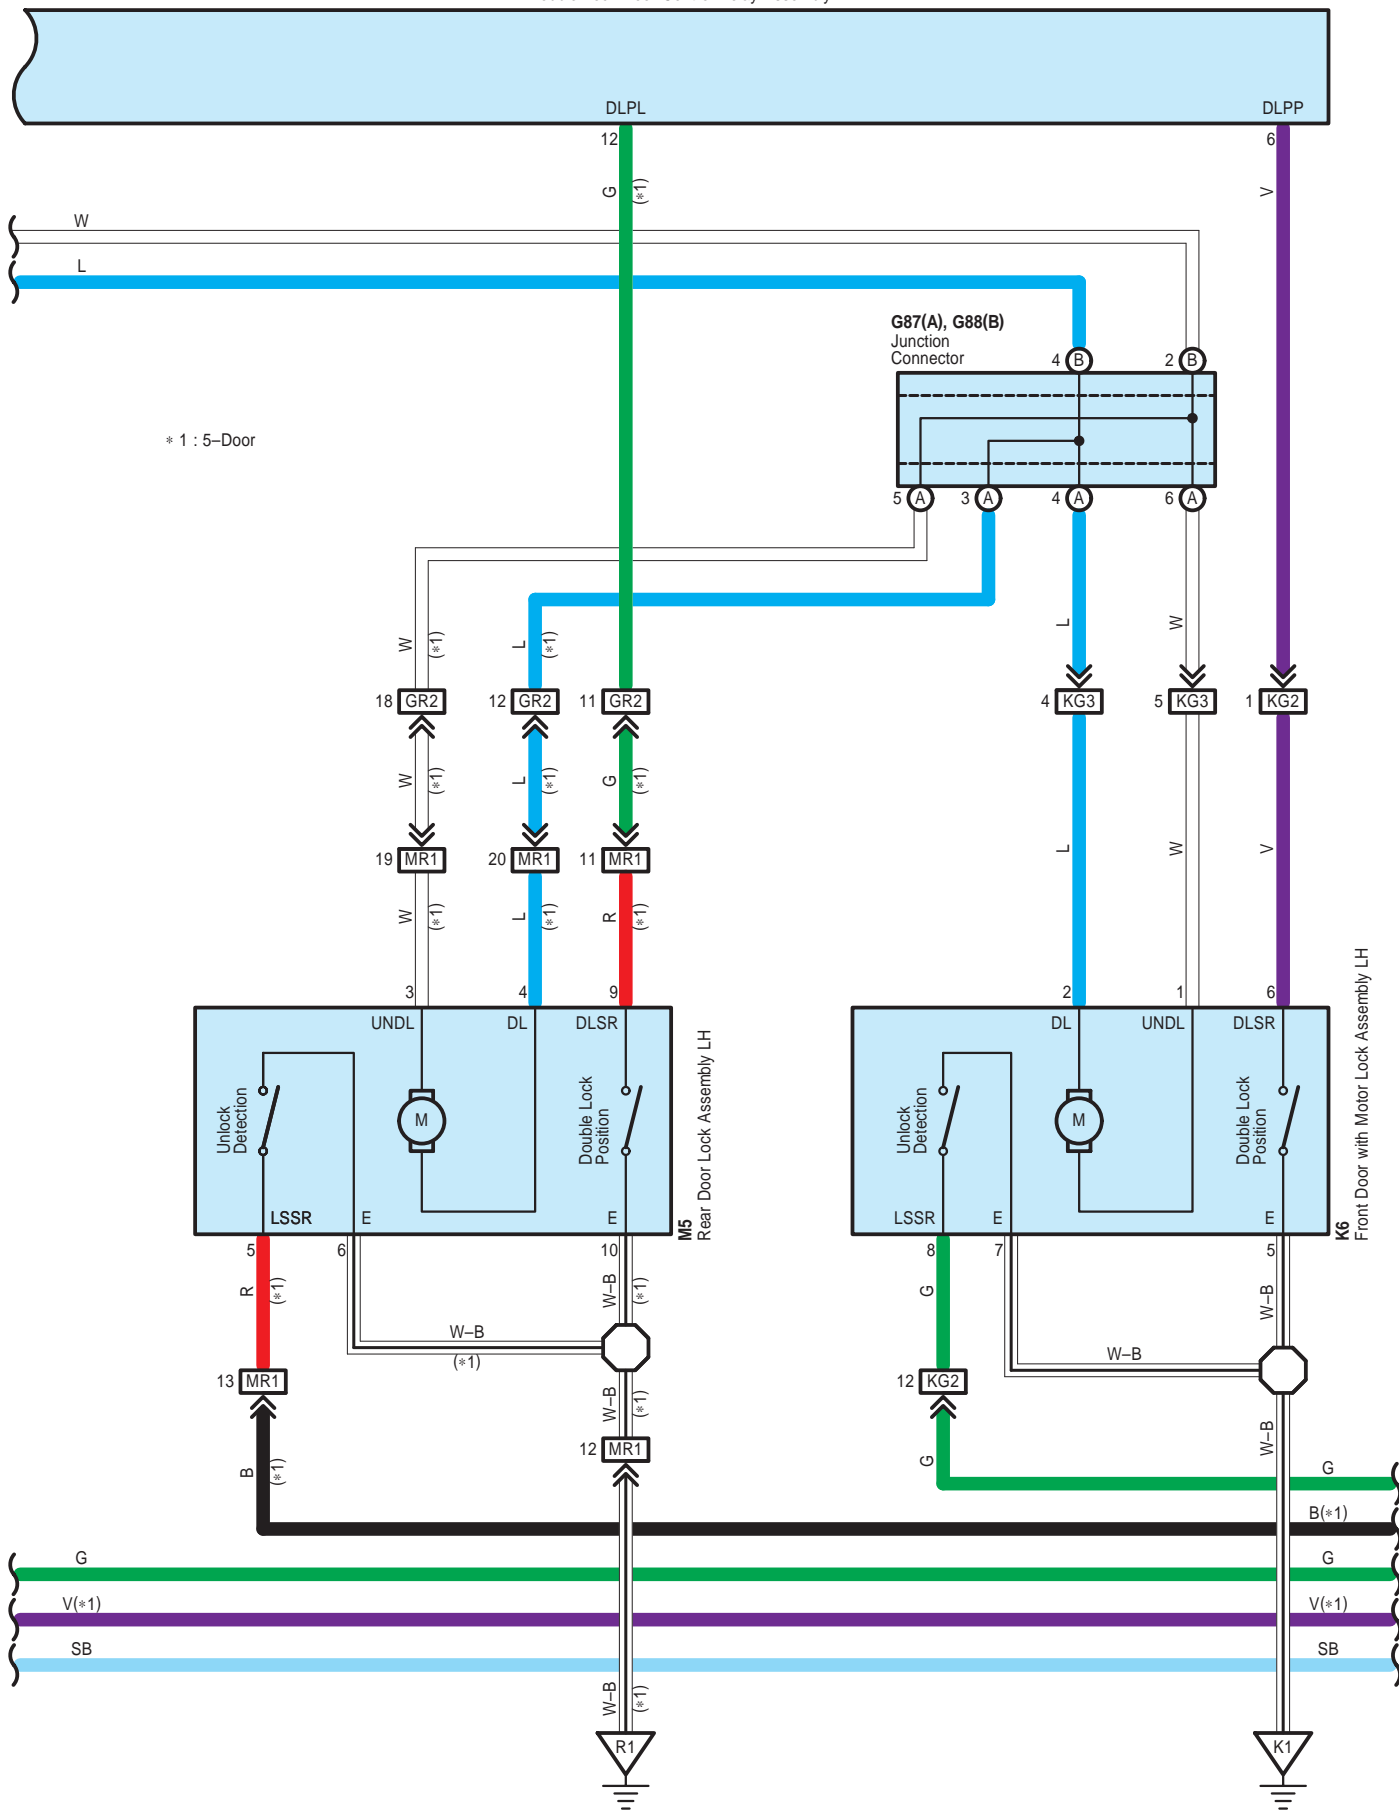 DLPL
DLPP
12
6
G
(*1)
V
W
L
G87(A), G88(B)
Junction
Connector
4 B
2 B
* 1 : 5–Door
5 A
3 A
4 A
6 A
W
(*1)
L
(*1)
L
W
18 GR2
12 GR2
11 GR2
4 KG3
5 KG3
1 KG2
W
(*1)
L
(*1)
G
(*1)
19 MR1
20 MR1
11 MR1
L
W
V
W
(*1)
L
(*1)
R
(*1)
3
4
9
2
1
6
UNDL
DL
DLSR
DL
UNDL
DLSR
Unlock
Detection
M
Double Lock
Position
Unlock
Detection
M
Double Lock
Position
LSSR
E
E
LSSR
E
E
M5
Rear Door Lock Assembly LH
K6
Front Door with Motor Lock Assembly LH
5
6
10
8
7
5
R
(*1)
W–B
(*1)
G
W–B
W–B
(*1)
W–B
13 MR1
12 KG2
W–B
(*1)
W–B
12 MR1
B
(*1)
G
G
B(*1)
G
G
V(*1)
V(*1)
SB
SB
W–B
(*1)
R1
K1